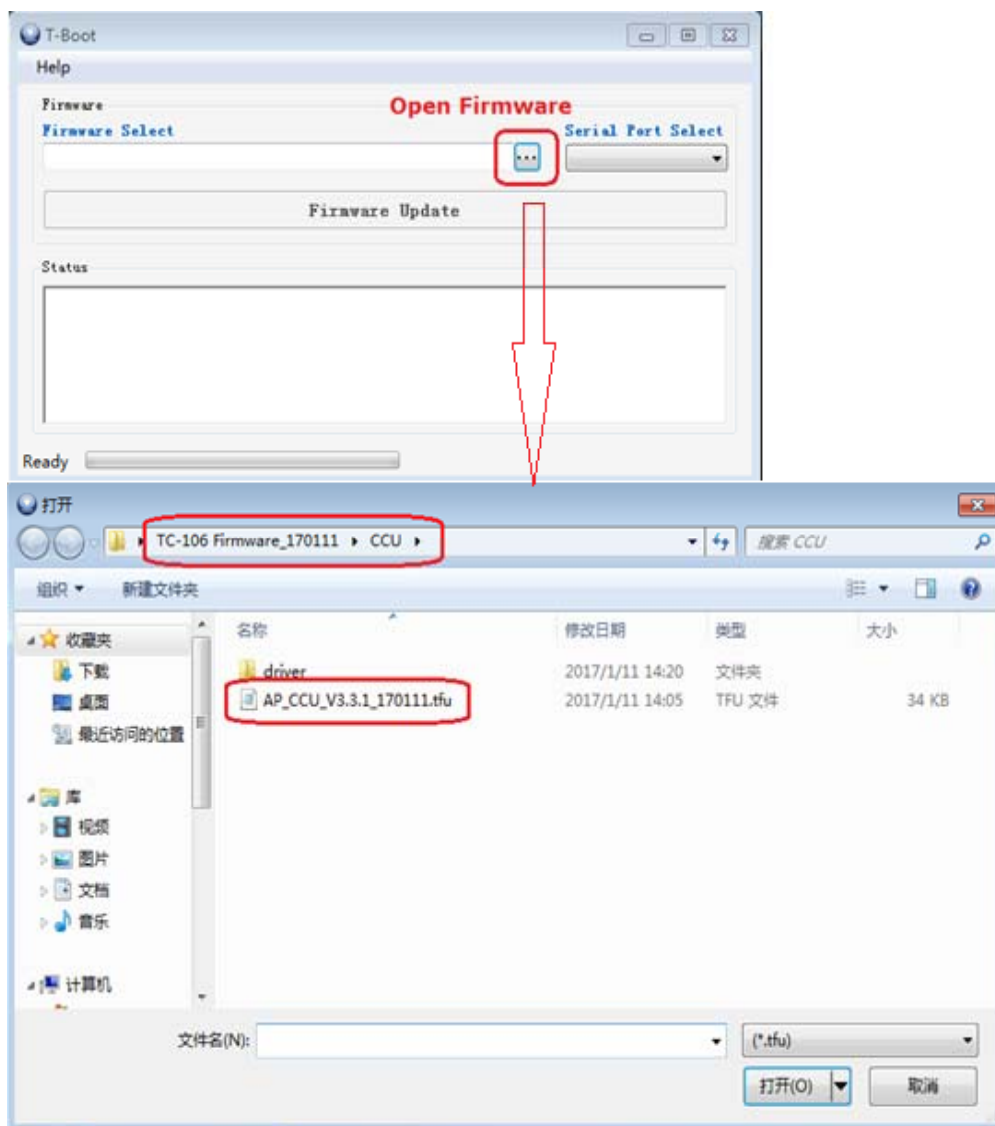 T-Boot
Help
Firmware
Open Firmware
Firmware Select
Serial Port Select
...
Firmware Update
Status
Ready
打开
TC-106 Firmware_170111 CCU
搜索 CCU
组织
新建文件夹
名称 修改日期 类型 大小
收藏夹
下载
桌面
最近访问的位置
库
视频
图片
文档
音乐
计算机
driver 2017/1/11 14:20 文件夹
AP_CCU_V3.3.1_170111.tfu 2017/1/11 14:05 TFU 文件 34 KB
文件名(N):
(*.tfu)
打开(O)
取消